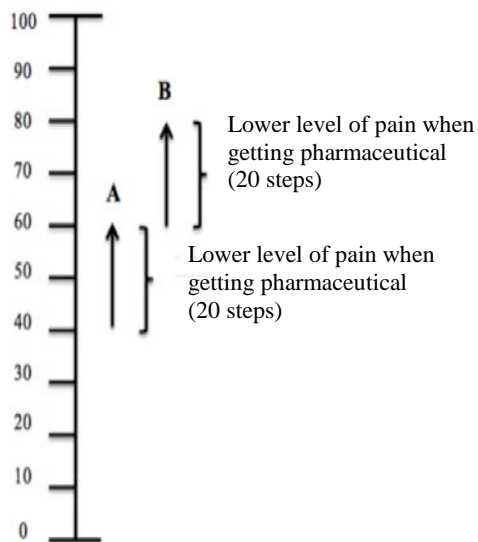 100
90
B
80
Lower level of pain when
getting pharmaceutical
(20 steps)
70
A
60
Lower level of pain when
getting pharmaceutical
(20 steps)
50
40
30
20
10
0